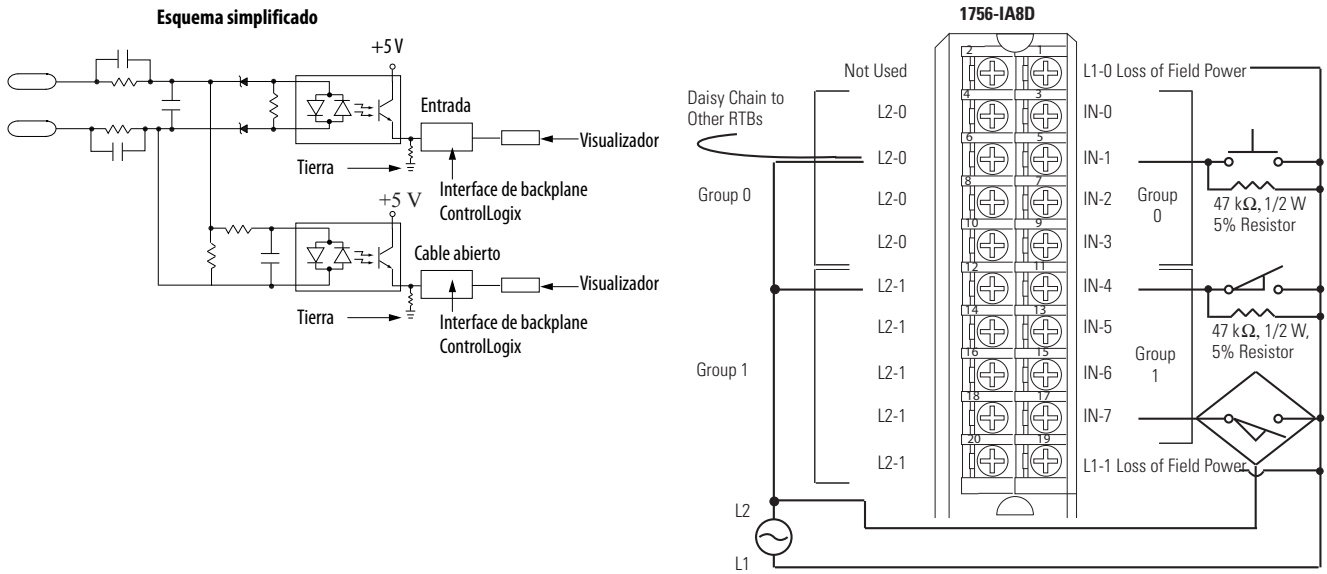 Esquema simplificado
+5 V
Entrada
Visualizador
Tierra
Interface de backplane
ControlLogix
+5 V
Cable abierto
Visualizador
Tierra
Interface de backplane
ControlLogix
1756-IA8D
Not Used
2
1
L1-0 Loss of Field Power
Daisy Chain to
Other RTBs
L2-0
4
3
IN-0
L2-0
6
5
IN-1
Group 0
L2-0
8
7
IN-2
Group
0
47 kΩ, 1/2 W
5% Resistor
L2-0
10
9
IN-3
L2-1
12
11
IN-4
L2-1
14
13
IN-5
47 kΩ, 1/2 W,
5% Resistor
Group 1
L2-1
16
15
IN-6
Group
1
L2-1
18
17
IN-7
L2-1
20
19
L1-1 Loss of Field Power
L2
L1